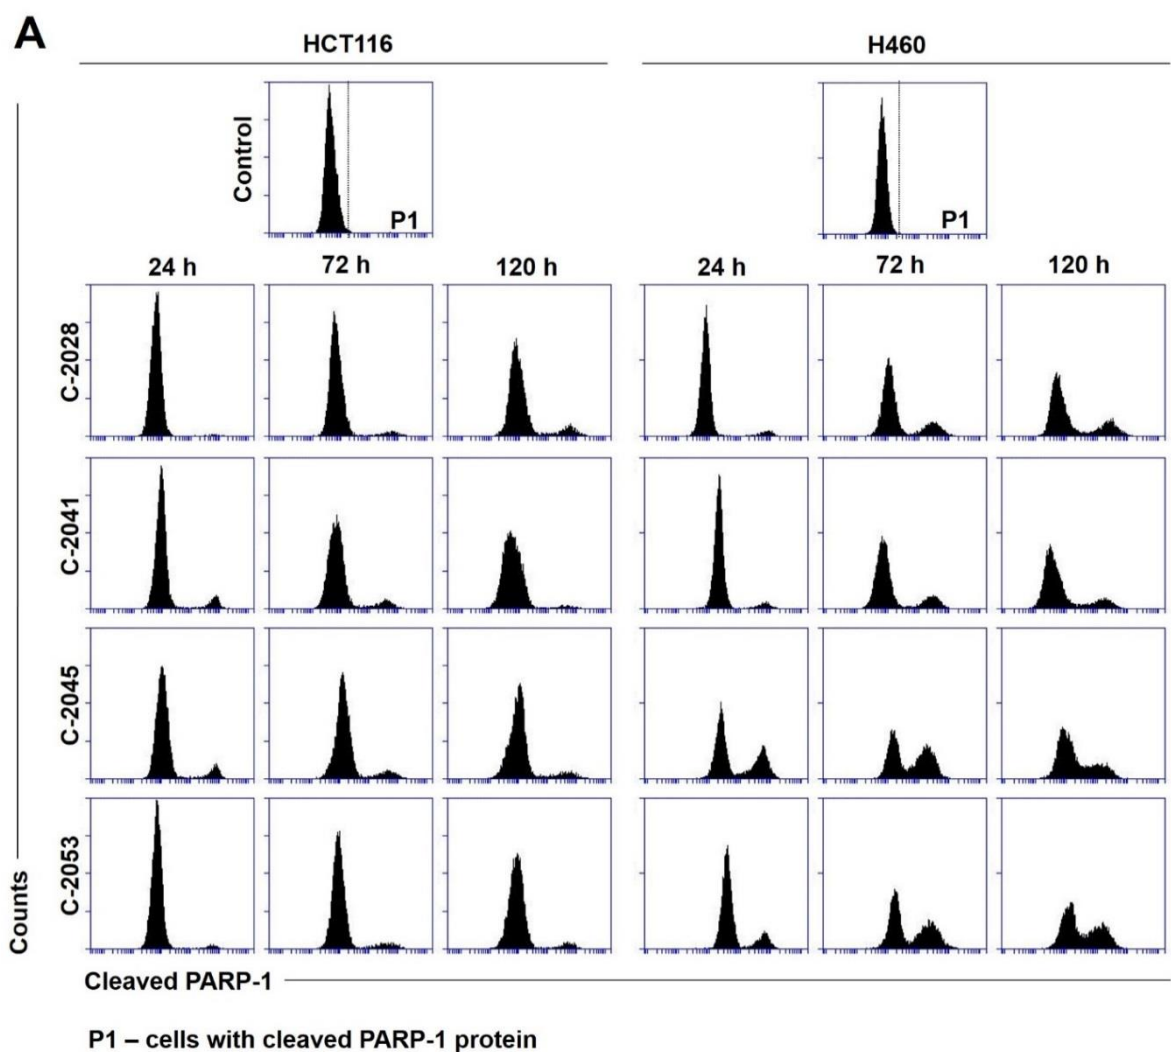 A
HCT116 H460
Control P1 P1
24 h 72 h 120 h 24 h 72 h 120 h
C-2028
C-2041
C-2045
C-2053
Counts
Cleaved PARP-1
P1 – cells with cleaved PARP-1 protein